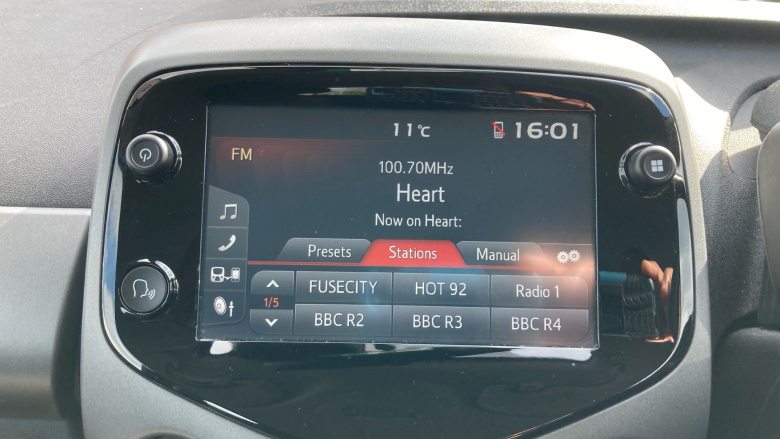 11°C 16:01
FM
100.70MHz
Heart
Now on Heart:
Presets Stations Manual
FUSECITY HOT 92 Radio 1
1/5
BBC R2 BBC R3 BBC R4